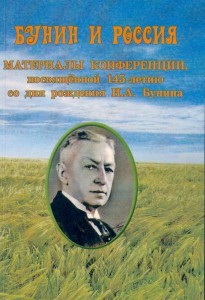 БУНИН И РОССИЯ
МАТЕРИАЛЫ КОНФЕРЕНЦИИ,
посвящённой 145-летию
со дня рождения И.А. Бунина